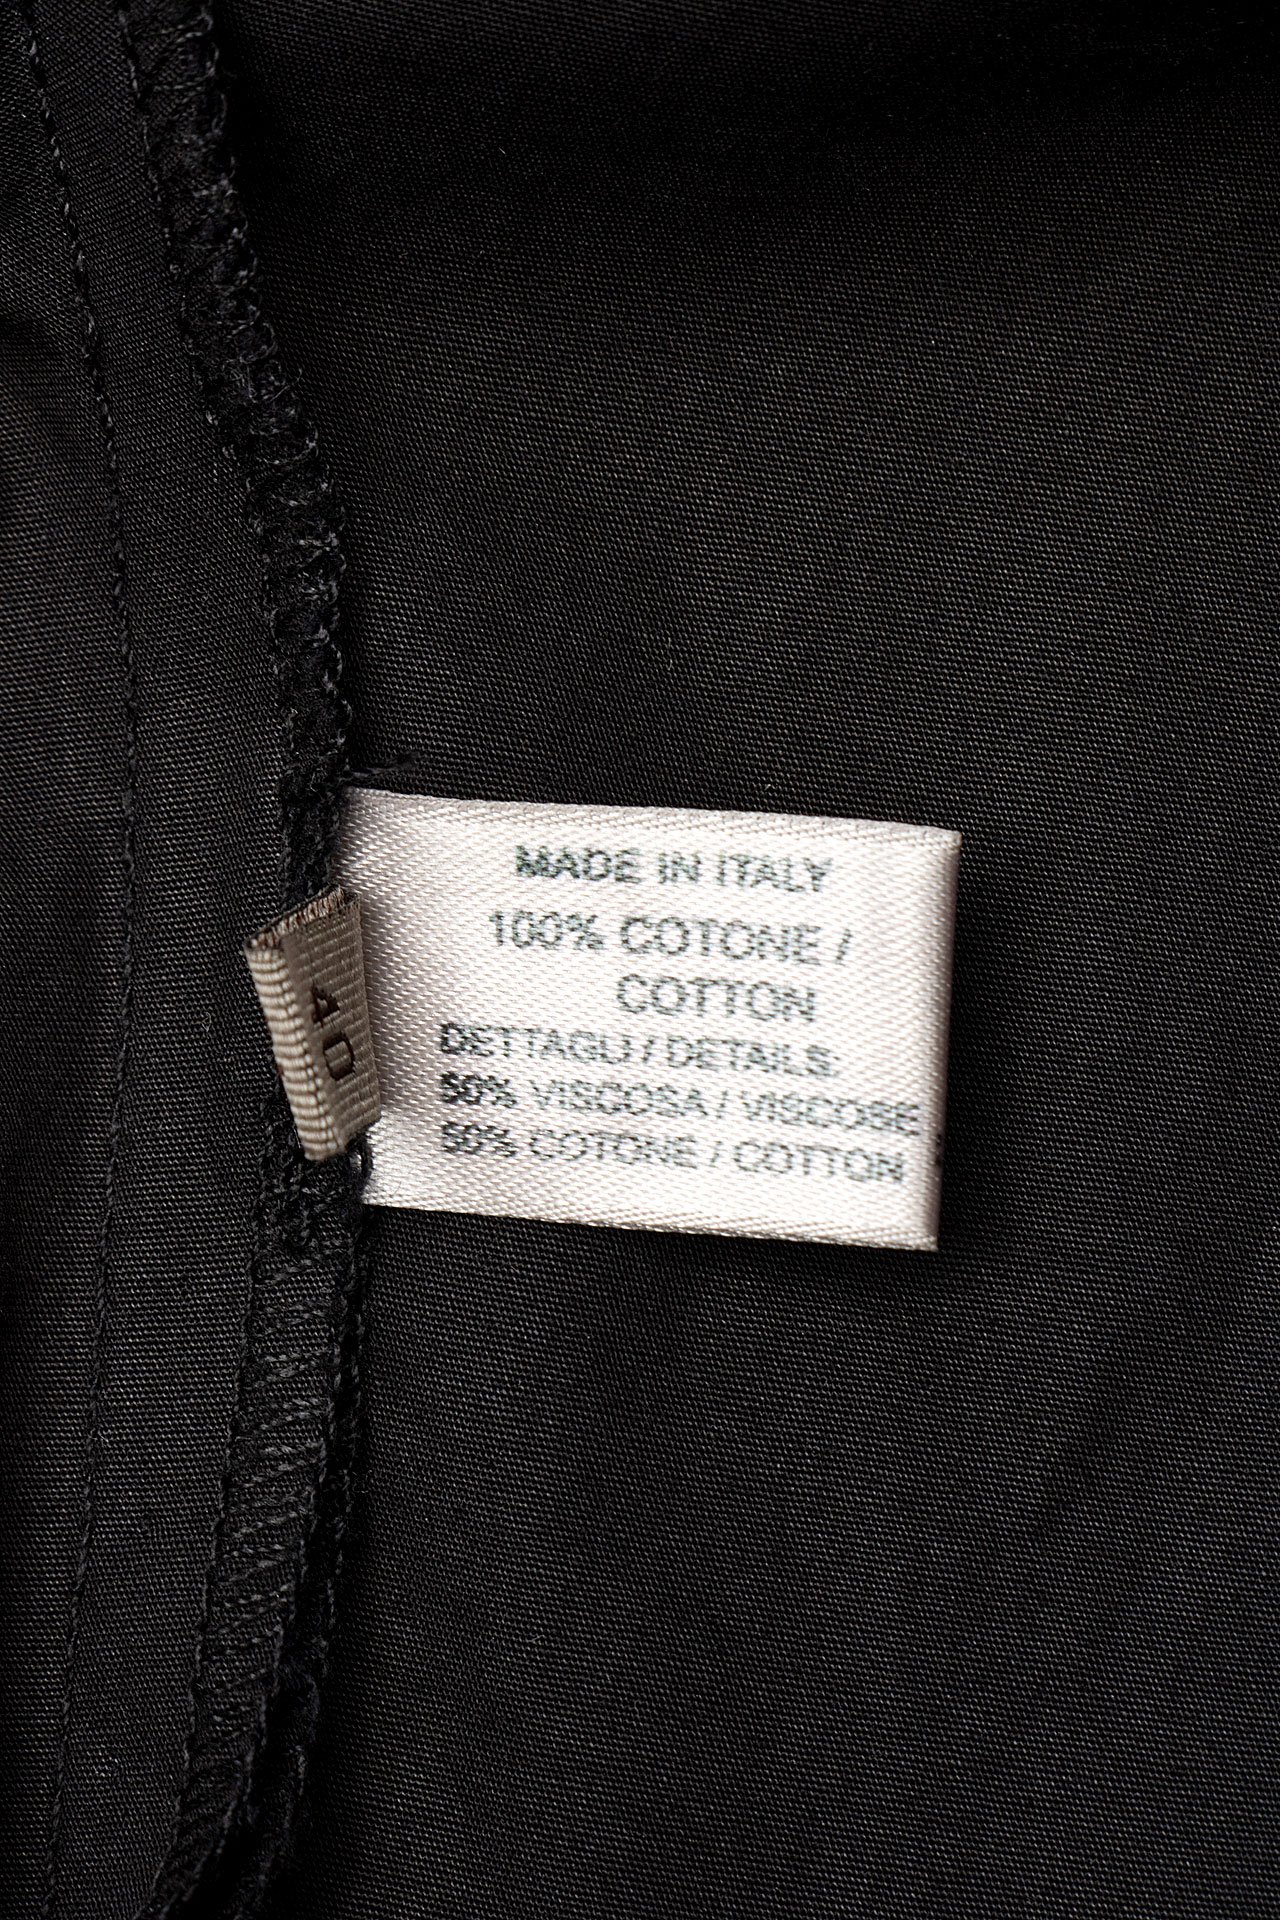 MADE IN ITALY
100% COTONE /
COTTON
DETTAGLI / DETAILS:
50% VISCOSA / VISCOSE
50% COTONE / COTTON
40